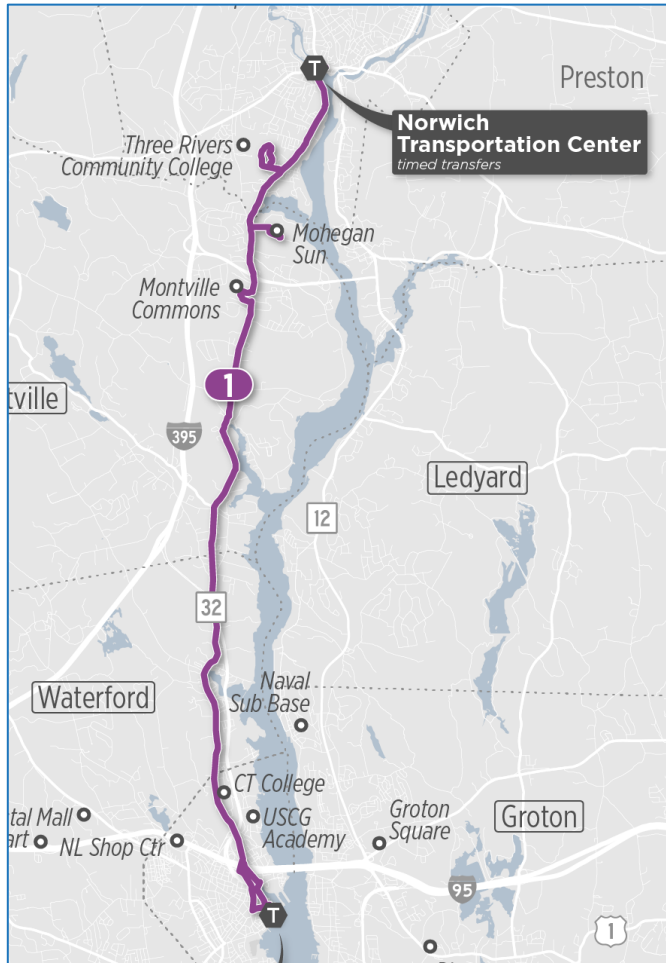 T
Preston
Norwich
Transportation Center
timed transfers
Three Rivers
Community College
Mohegan
Sun
Montville
Commons
1
tville
395
Ledyard
12
32
Naval
Sub Base
Waterford
CT College
USCG
Academy
tal Mall
art
NL Shop Ctr
Groton
Square
Groton
95
T
1